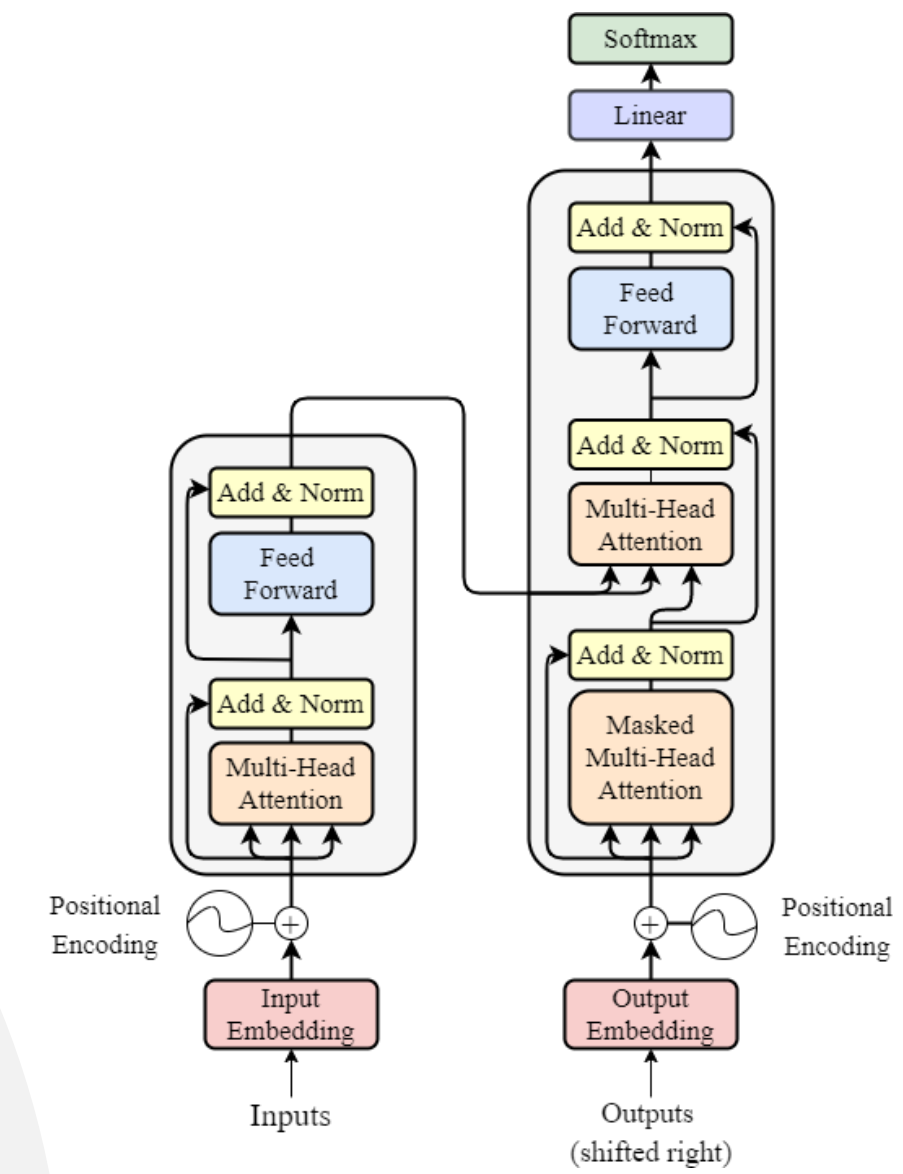 Softmax
Linear
Add & Norm
Feed
Forward
Add & Norm
Multi-Head
Attention
Add & Norm
Masked
Multi-Head
Attention
Add & Norm
Feed
Forward
Add & Norm
Multi-Head
Attention
Positional
Encoding
+
+
Positional
Encoding
Input
Embedding
Output
Embedding
Inputs
Outputs
(shifted right)